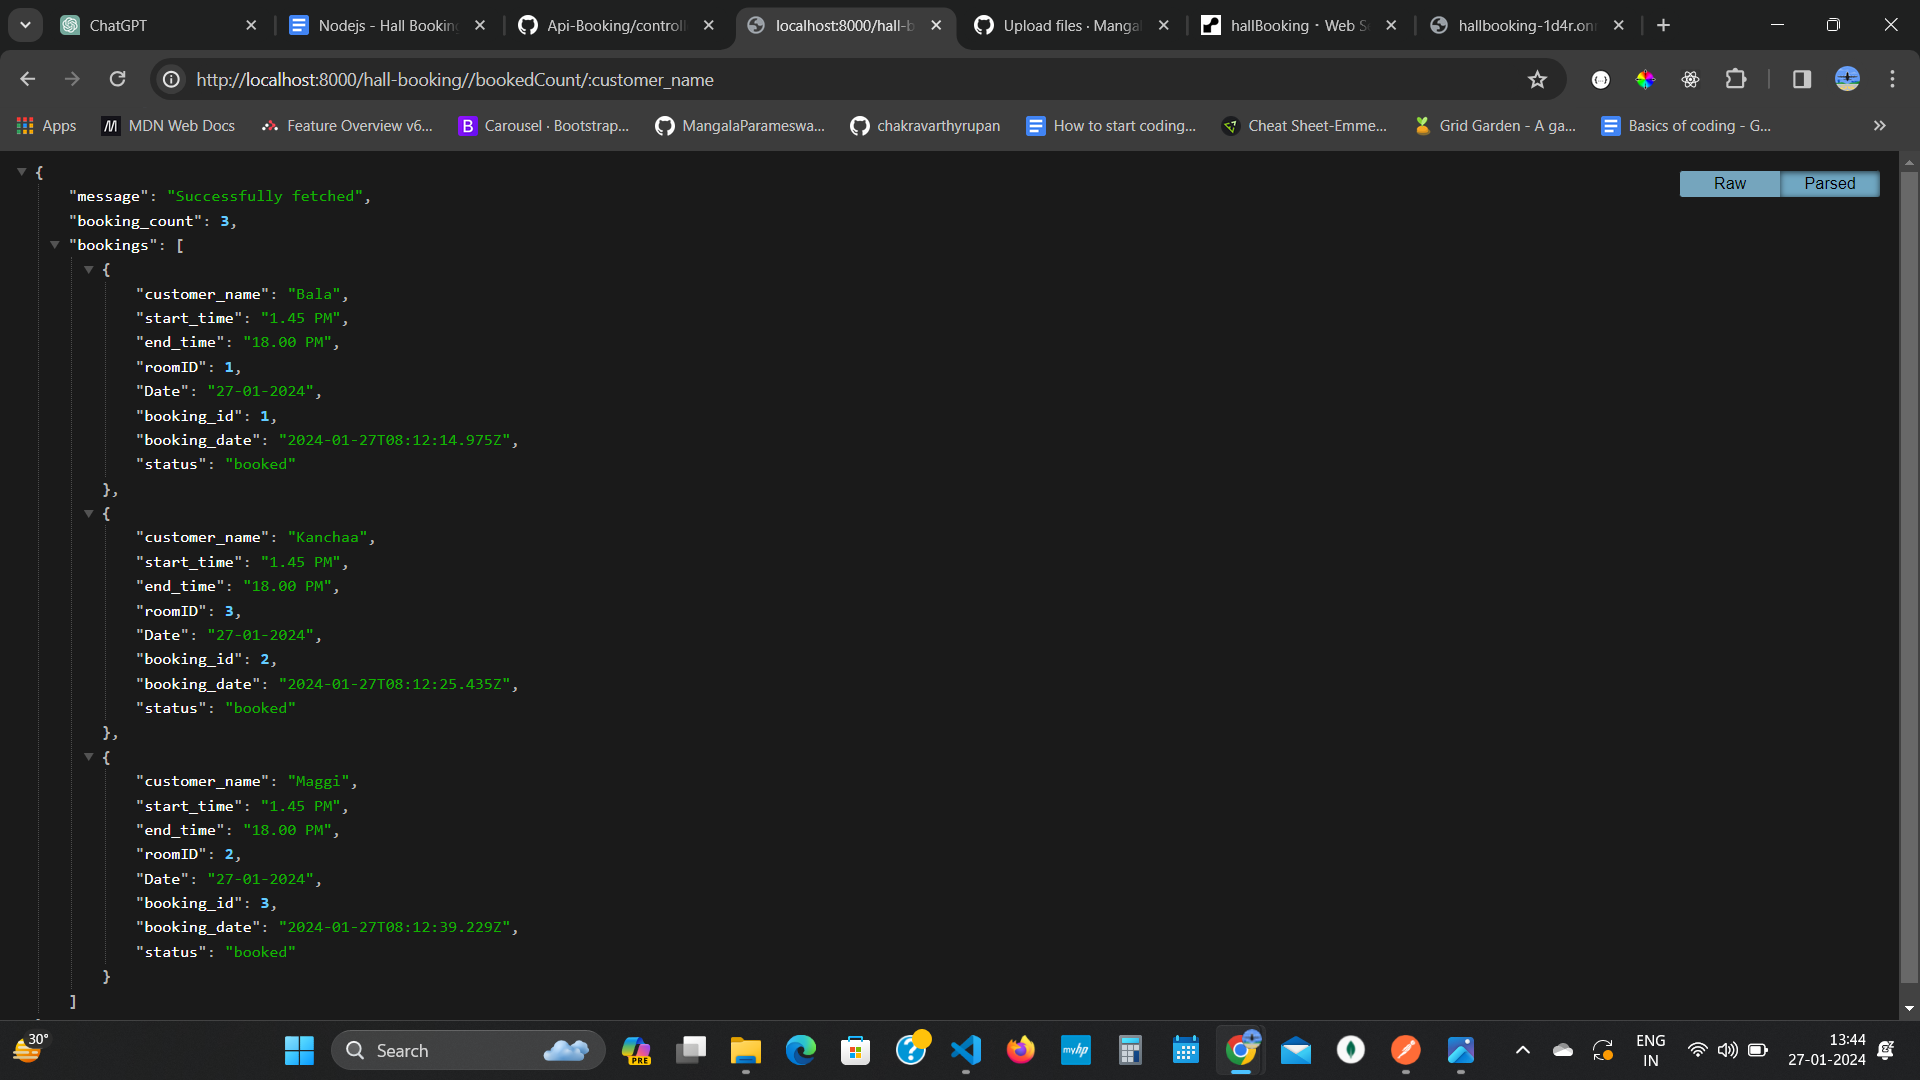 ChatGPT
Nodejs - Hall Booking
Api-Booking/controll
localhost:8000/hall-b
Upload files · Mangal
hallBooking · Web Se
hallbooking-1d4r.on
http://localhost:8000/hall-booking//bookedCount/:customer_name
Apps
MDN Web Docs
Feature Overview v6...
B Carousel · Bootstrap...
MangalaParameswa...
chakravarthyrupan
How to start coding...
Cheat Sheet-Emme...
Grid Garden - A ga...
Basics of coding - G...
Raw Parsed
{
"message": "Successfully fetched",
"booking_count": 3,
"bookings": [
{
"customer_name": "Bala",
"start_time": "1.45 PM",
"end_time": "18.00 PM",
"roomID": 1,
"Date": "27-01-2024",
"booking_id": 1,
"booking_date": "2024-01-27T08:12:14.975Z",
"status": "booked"
},
{
"customer_name": "Kanchaa",
"start_time": "1.45 PM",
"end_time": "18.00 PM",
"roomID": 3,
"Date": "27-01-2024",
"booking_id": 2,
"booking_date": "2024-01-27T08:12:25.435Z",
"status": "booked"
},
{
"customer_name": "Maggi",
"start_time": "1.45 PM",
"end_time": "18.00 PM",
"roomID": 2,
"Date": "27-01-2024",
"booking_id": 3,
"booking_date": "2024-01-27T08:12:39.229Z",
"status": "booked"
}
]
30°
Search
PRE
myhp
ENG
IN
13:44
27-01-2024